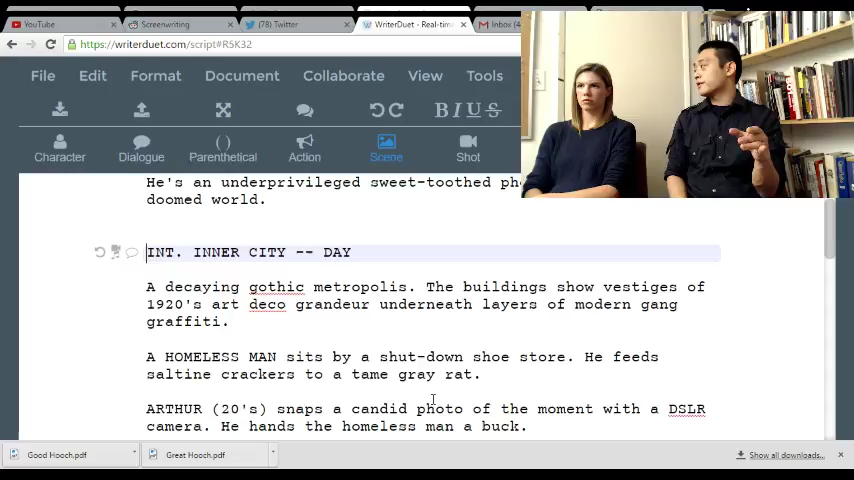 YouTube
Screenwriting
(78) Twitter
WriterDuet - Real-tim
Gmail Inbox (4
https://writerduet.com/script#R5K32
File Edit Format Document Collaborate View Tools
B I U S
Character Dialogue Parenthetical Action Scene Shot
He's an underprivileged sweet-toothed
doomed world.
INT. INNER CITY -- DAY
A decaying gothic metropolis. The buildings show vestiges of
1920's art deco grandeur underneath layers of modern gang
graffiti.
A HOMELESS MAN sits by a shut-down shoe store. He feeds
saltine crackers to a tame gray rat.
ARTHUR (20's) snaps a candid photo of the moment with a DSLR
camera. He hands the homeless man a buck.
Good Hooch.pdf
Great Hooch.pdf
Show all downloads...